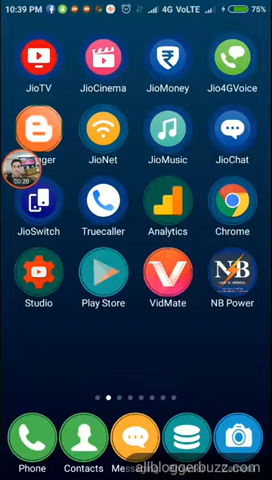 10:39 PM 4G VoLTE 75%
JioTV JioCinema JioMoney Jio4GVoice
JioNet JioMusic JioChat
00:20
JioSwitch Truecaller Analytics Chrome
NB
Studio Play Store VidMate NB Power
Phone Contacts
allbloggerbuzz.com